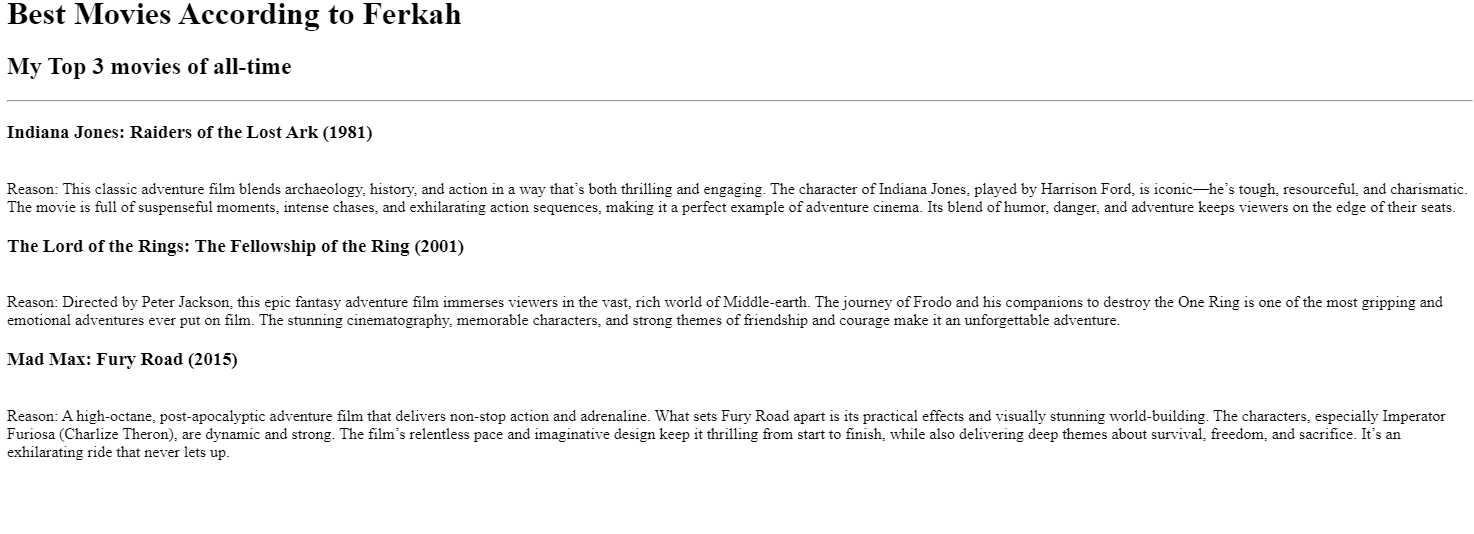 Best Movies According to Ferkah
My Top 3 movies of all-time
Indiana Jones: Raiders of the Lost Ark (1981)
Reason: This classic adventure film blends archaeology, history, and action in a way that’s both thrilling and engaging. The character of Indiana Jones, played by Harrison Ford, is iconic—he’s tough, resourceful, and charismatic.
The movie is full of suspenseful moments, intense chases, and exhilarating action sequences, making it a perfect example of adventure cinema. Its blend of humor, danger, and adventure keeps viewers on the edge of their seats.
The Lord of the Rings: The Fellowship of the Ring (2001)
Reason: Directed by Peter Jackson, this epic fantasy adventure film immerses viewers in the vast, rich world of Middle-earth. The journey of Frodo and his companions to destroy the One Ring is one of the most gripping and
emotional adventures ever put on film. The stunning cinematography, memorable characters, and strong themes of friendship and courage make it an unforgettable adventure.
Mad Max: Fury Road (2015)
Reason: A high-octane, post-apocalyptic adventure film that delivers non-stop action and adrenaline. What sets Fury Road apart is its practical effects and visually stunning world-building. The characters, especially Imperator
Furiosa (Charlize Theron), are dynamic and strong. The film’s relentless pace and imaginative design keep it thrilling from start to finish, while also delivering deep themes about survival, freedom, and sacrifice. It’s an
exhilarating ride that never lets up.